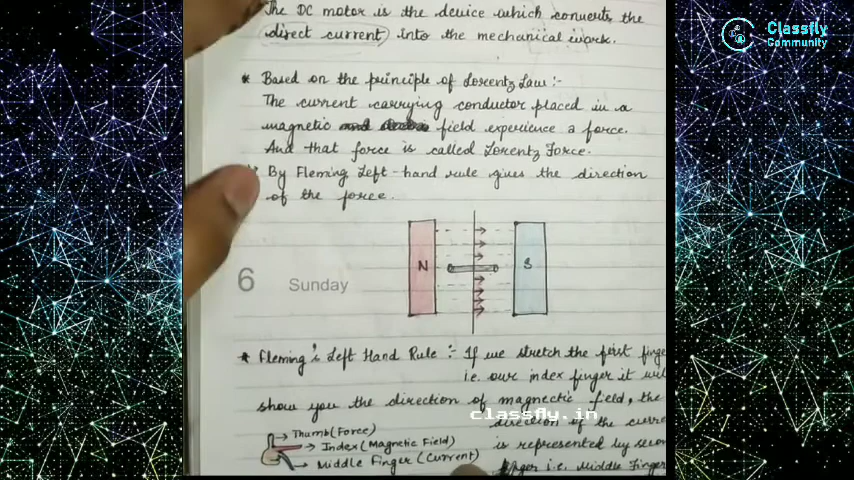 Classfly
Community
The DC motor is the device which converts the
direct current into the mechanical work.
* Based on the principle of Lorentz Law :-
The current carrying conductor placed in a
magnetic field experience a force.
And that force is called Lorentz Force.
* By Fleming Left-hand rule gives the direction
of the force.
N
S
6 Sunday
* Fleming's Left Hand Rule :- If we stretch the first finge
i.e. our index finger it will
show you the direction of magnectic field, the
classfly.in
direction of the curre
is represented by secon
finger i.e. Middle Finger
Thumb (Force)
Index (Magnetic Field)
Middle Finger (Current)